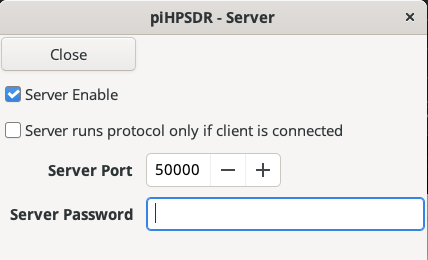 piHPSDR - Server
Close
Server Enable
Server runs protocol only if client is connected
Server Port 50000
Server Password